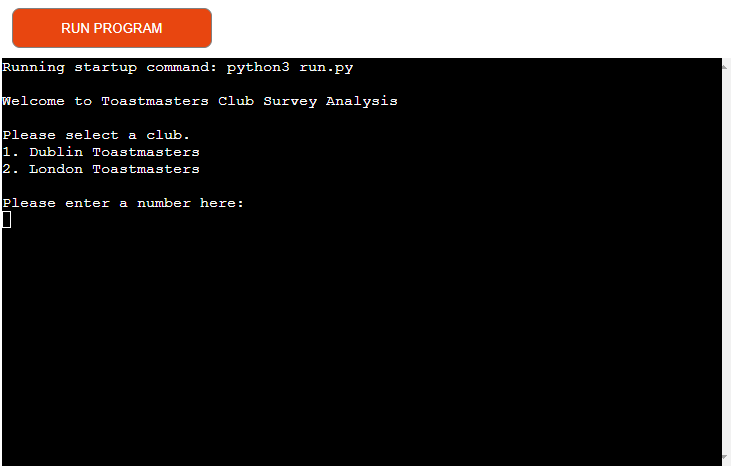 RUN PROGRAM
Running startup command: python3 run.py
Welcome to Toastmasters Club Survey Analysis
Please select a club.
1. Dublin Toastmasters
2. London Toastmasters
Please enter a number here: